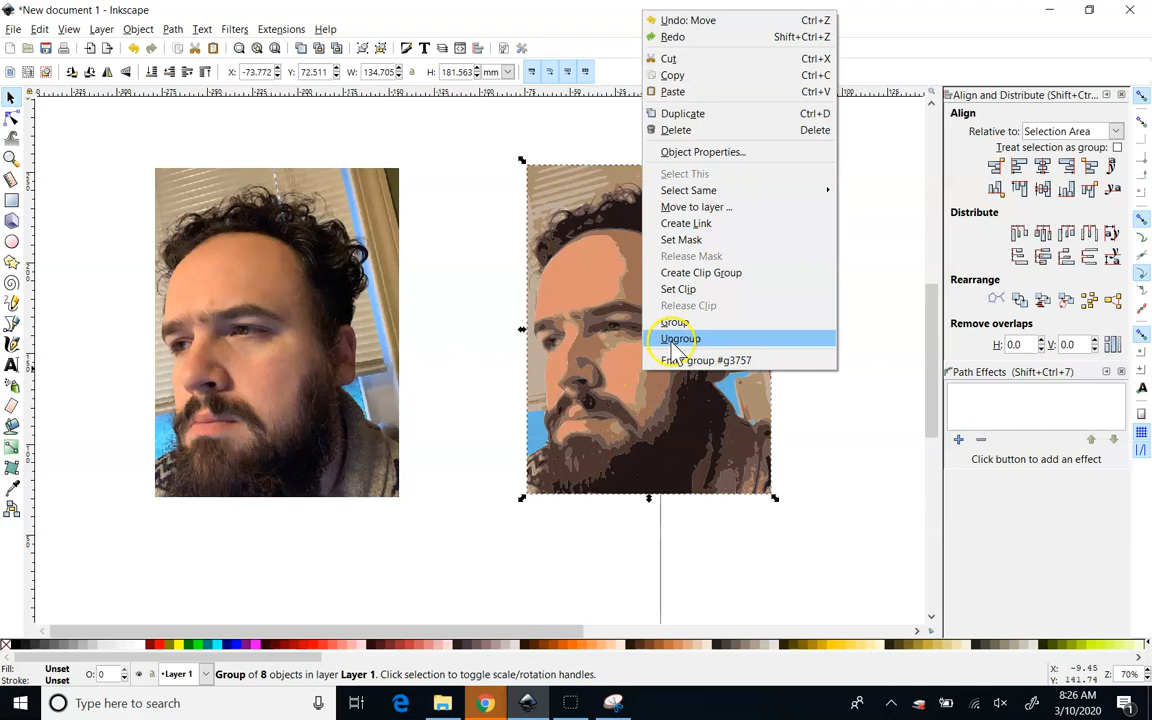 *New document 1 - Inkscape
File Edit View Layer Object Path Text Filters Extensions Help
X: -73.772 Y: 72.511 W: 134.705 H: 181.563 mm
Undo: Move Ctrl+Z
Redo Shift+Ctrl+Z
Cut Ctrl+X
Copy Ctrl+C
Paste Ctrl+V
Duplicate Ctrl+D
Delete Delete
Object Properties...
Select This
Select Same
Move to layer ...
Create Link
Set Mask
Release Mask
Create Clip Group
Set Clip
Release Clip
Group
Ungroup
group #g3757
Align and Distribute (Shift+Ctr...
Align
Relative to: Selection Area
Treat selection as group:
Distribute
Rearrange
Remove overlaps
H: 0.0 V: 0.0
Path Effects (Shift+Ctrl+7)
Click button to add an effect
Fill: Unset
Stroke: Unset
O: 0
•Layer 1
Group of 8 objects in layer Layer 1. Click selection to toggle scale/rotation handles.
X: -9.45
Y: 141.74
Z: 70%
Type here to search
8:26 AM
3/10/2020
1